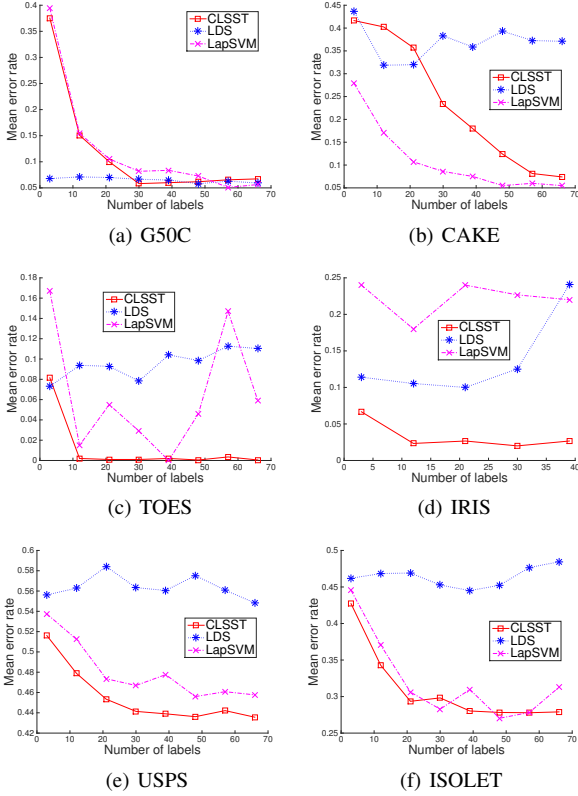 0.4
0.35
0.3
0.25
0.2
0.15
0.1
0.05
0 10 20 30 40 50 60 70
Mean error rate
Number of labels
CLSST
LDS
LapSVM
(a) G50C
0.45
0.4
0.35
0.3
0.25
0.2
0.15
0.1
0.05
0 10 20 30 40 50 60 70
Mean error rate
Number of labels
CLSST
LDS
LapSVM
(b) CAKE
0.18
0.16
0.14
0.12
0.1
0.08
0.06
0.04
0.02
0
0 10 20 30 40 50 60 70
Mean error rate
Number of labels
CLSST
LDS
LapSVM
(c) TOES
0.25
0.2
0.15
0.1
0.05
0
0 5 10 15 20 25 30 35 40
Mean error rate
Number of labels
CLSST
LDS
LapSVM
(d) IRIS
0.6
0.58
0.56
0.54
0.52
0.5
0.48
0.46
0.44
0.42
0 10 20 30 40 50 60 70
Mean error rate
Number of labels
CLSST
LDS
LapSVM
(e) USPS
0.5
0.45
0.4
0.35
0.3
0.25
0 10 20 30 40 50 60 70
Mean error rate
Number of labels
CLSST
LDS
LapSVM
(f) ISOLET